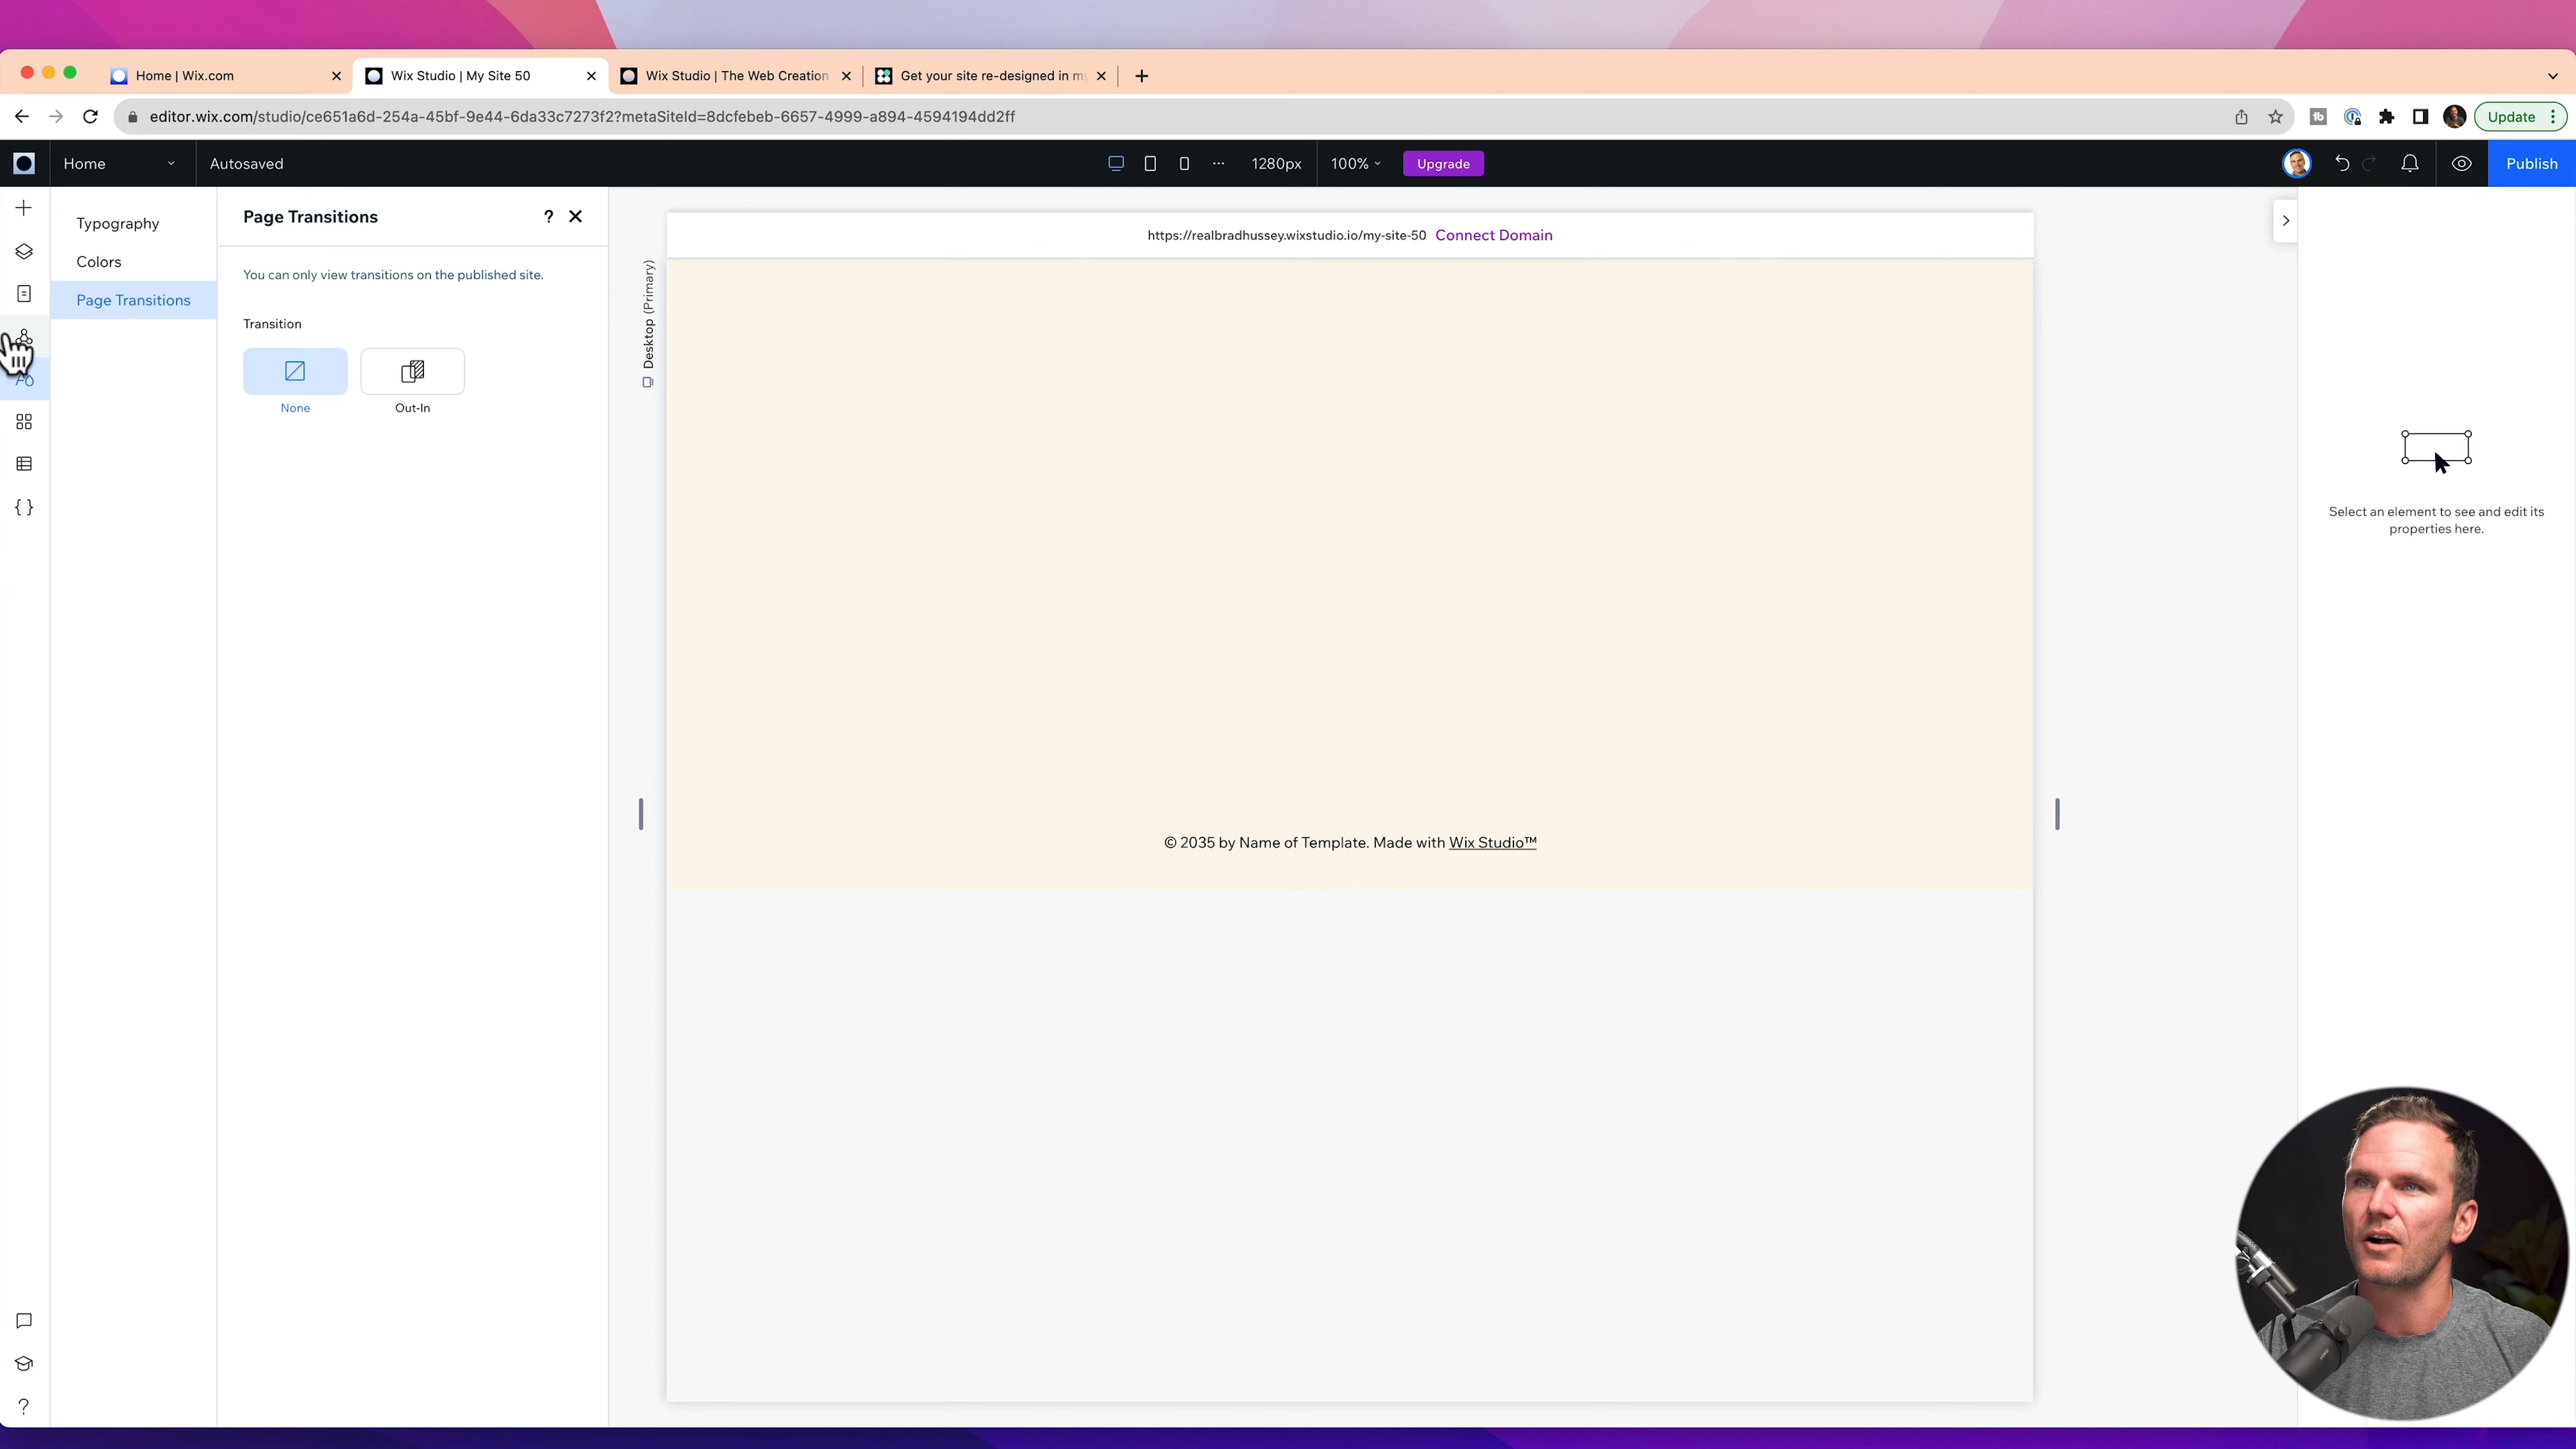 Home | Wix.com
Wix Studio | My Site 50
Wix Studio | The Web Creation
Get your site re-designed in my
editor.wix.com/studio/ce651a6d-254a-45bf-9e44-6da33c7273f2?metaSiteId=8dcfebeb-6657-4999-a894-4594194dd2ff
tb
Update
Home
Autosaved
1280px
100%
Upgrade
Publish
Typography
Colors
Page Transitions
Page Transitions
?
You can only view transitions on the published site.
Transition
None
Out-In
Desktop (Primary)
https://realbradhussey.wixstudio.io/my-site-50 Connect Domain
© 2035 by Name of Template. Made with Wix Studio™
Select an element to see and edit its
properties here.